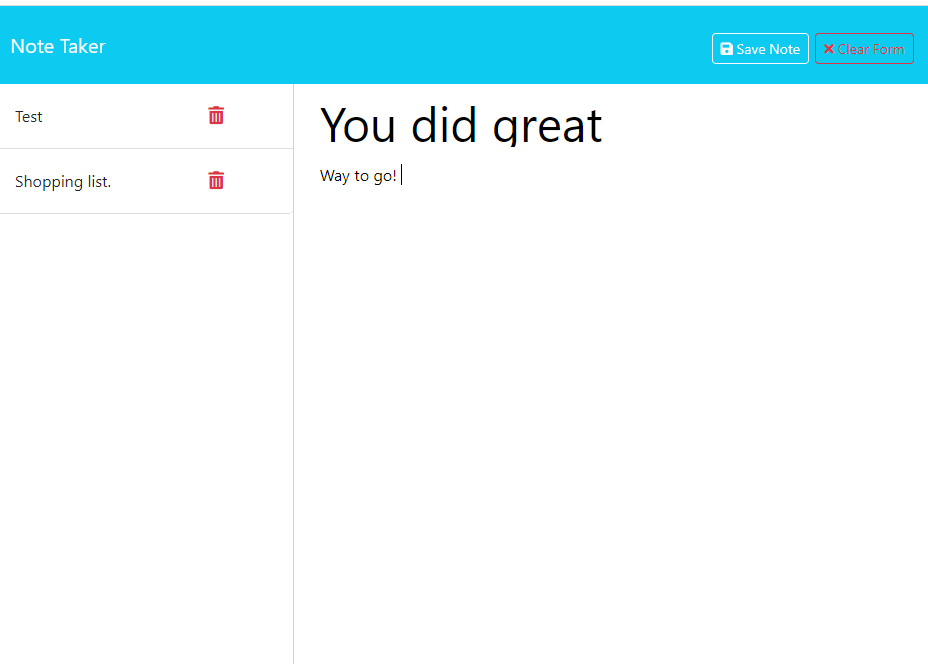 Note Taker
Save Note
Clear Form
Test
Shopping list.
You did great
Way to go!